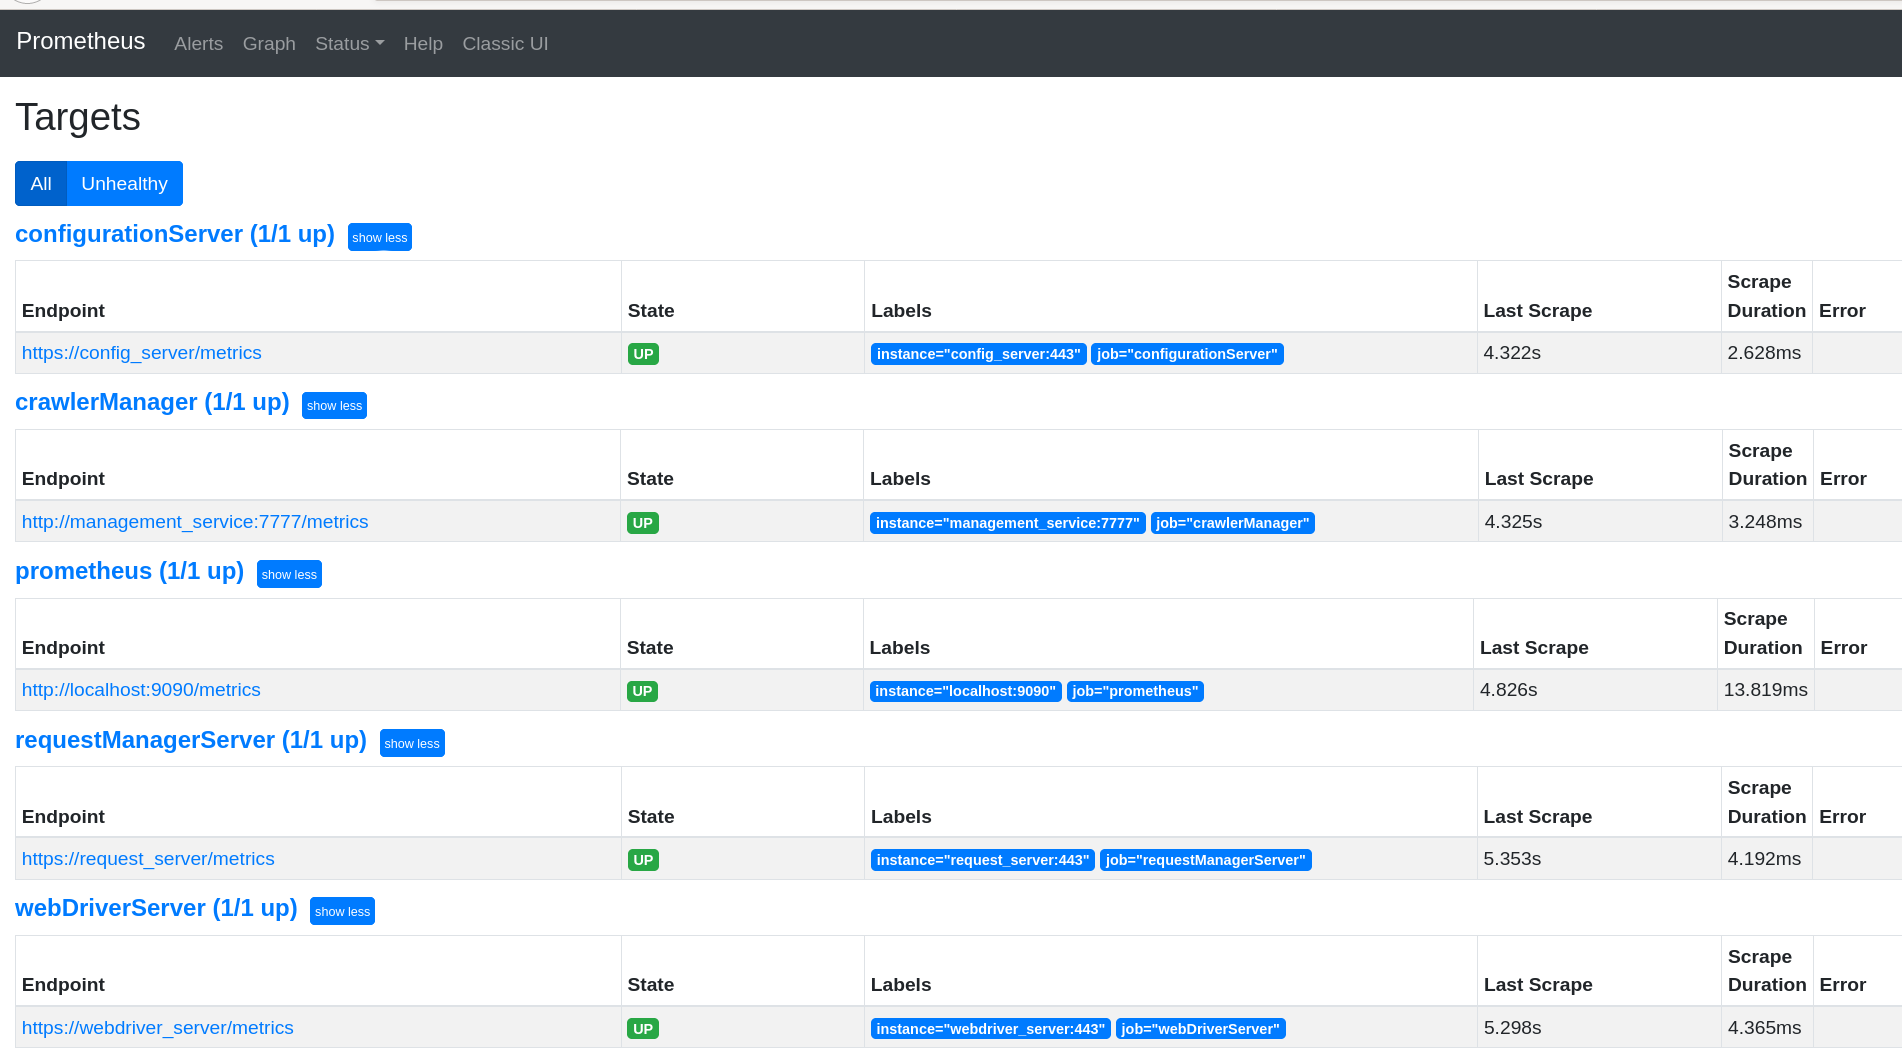 Prometheus Alerts Graph Status Help Classic UI
Targets
All Unhealthy
configurationServer (1/1 up) show less
Endpoint State Labels Last Scrape Scrape Duration Error
https://config_server/metrics UP instance="config_server:443" job="configurationServer" 4.322s 2.628ms
crawlerManager (1/1 up) show less
Endpoint State Labels Last Scrape Scrape Duration Error
http://management_service:7777/metrics UP instance="management_service:7777" job="crawlerManager" 4.325s 3.248ms
prometheus (1/1 up) show less
Endpoint State Labels Last Scrape Scrape Duration Error
http://localhost:9090/metrics UP instance="localhost:9090" job="prometheus" 4.826s 13.819ms
requestManagerServer (1/1 up) show less
Endpoint State Labels Last Scrape Scrape Duration Error
https://request_server/metrics UP instance="request_server:443" job="requestManagerServer" 5.353s 4.192ms
webDriverServer (1/1 up) show less
Endpoint State Labels Last Scrape Scrape Duration Error
https://webdriver_server/metrics UP instance="webdriver_server:443" job="webDriverServer" 5.298s 4.365ms